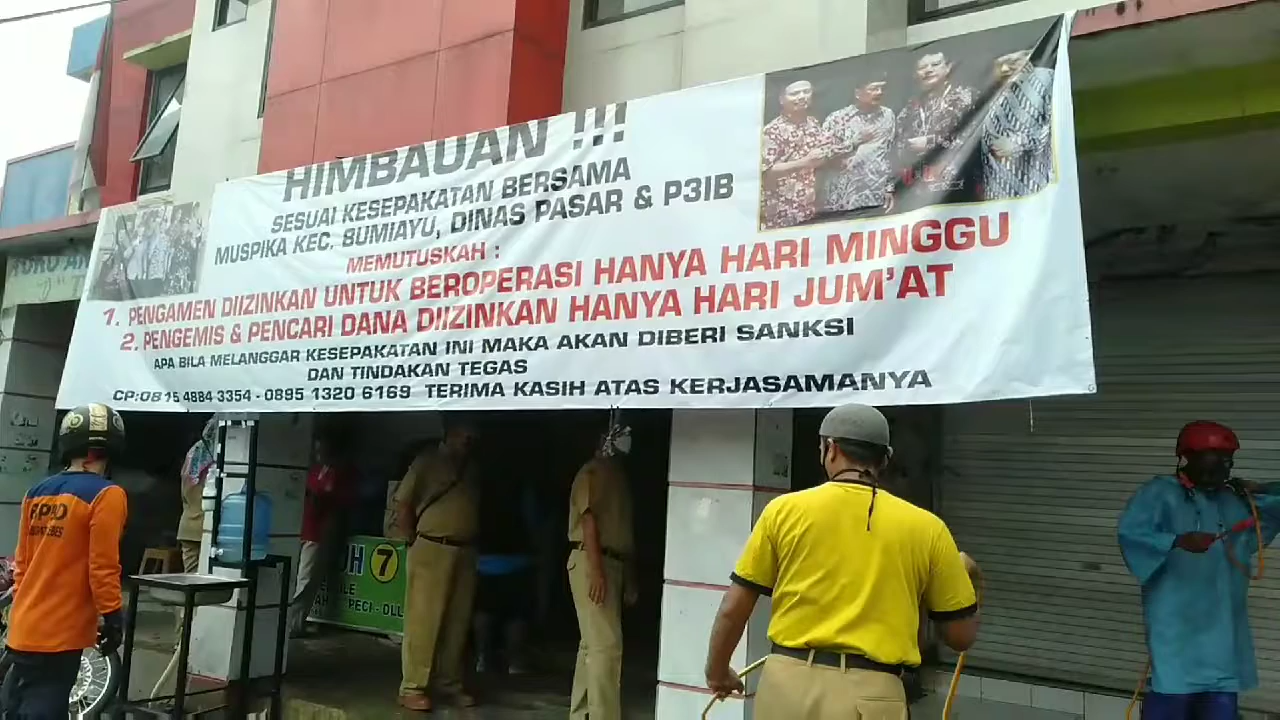 HIMBAUAN !!!
SESUAI KESEPAKATAN BERSAMA
MUSPIKA KEC. BUMIAYU, DINAS PASAR & P3IB
MEMUTUSKAH :
1. PENGAMEN DIIZINKAN UNTUK BEROPERASI HANYA HARI MINGGU
2. PENGEMIS & PENCARI DANA DIIZINKAN HANYA HARI JUM'AT
APA BILA MELANGGAR KESEPAKATAN INI MAKA AKAN DIBERI SANKSI
DAN TINDAKAN TEGAS
CP:0815 4884 3354 - 0895 1320 6169 TERIMA KASIH ATAS KERJASAMANYA
7
PECI - DLL